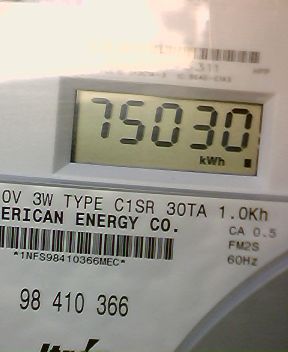 75030
kWh
0V 3W TYPE C1SR 30TA 1.0Kh
ERICAN ENERGY CO.
CA 0.5
FM2S
*1NFS98410366MEC*
60Hz
98 410 366